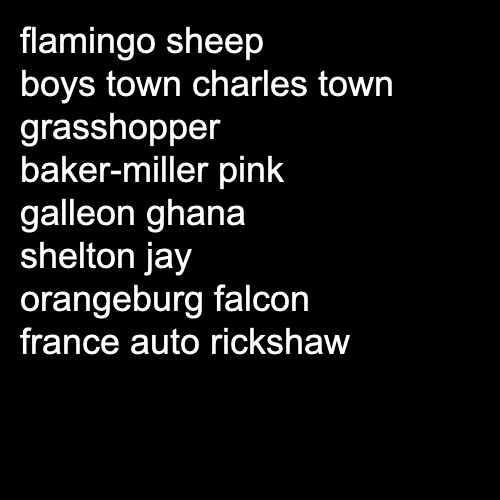 flamingo sheep
boys town charles town
grasshopper
baker-miller pink
galleon ghana
shelton jay
orangeburg falcon
france auto rickshaw